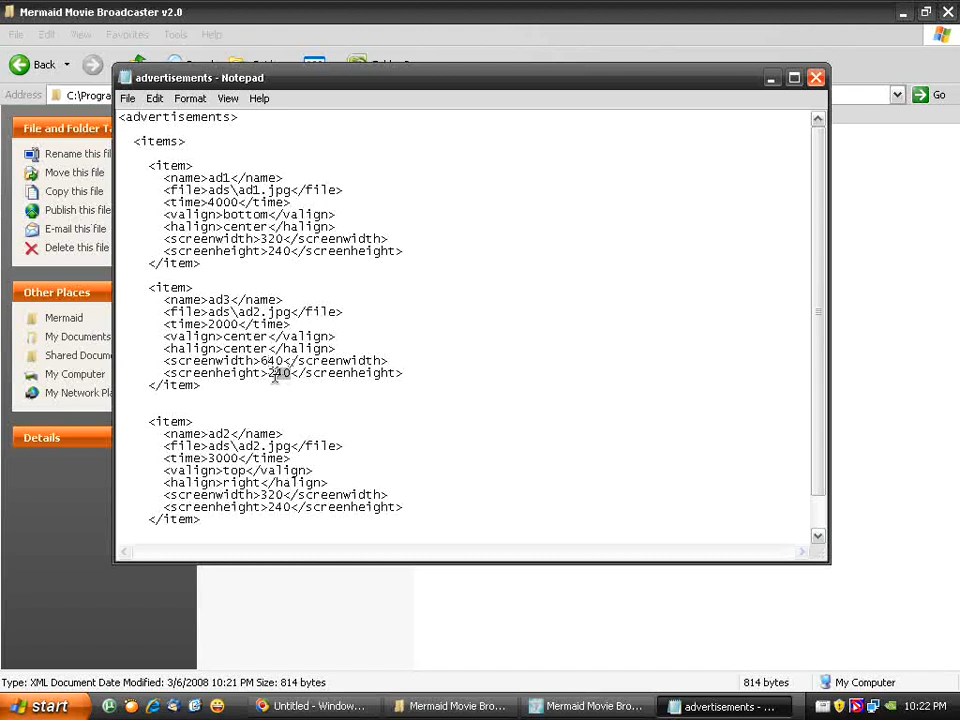 Mermaid Movie Broadcaster v2.0
File Edit View Favorites Tools Help
Back
Address C:\Progra
Go
advertisements - Notepad
File Edit Format View Help
File and Folder Ta
Rename this fil
Move this file
Copy this file
Publish this file
E-mail this file
Delete this file
Other Places
Mermaid
My Documents
Shared Docume
My Computer
My Network Pla
Details
<advertisements>
<items>
<item>
<name>ad1</name>
<file>ads\ad1.jpg</file>
<time>4000</time>
<valign>bottom</valign>
<halign>center</halign>
<screenwidth>320</screenwidth>
<screenheight>240</screenheight>
</item>
<item>
<name>ad3</name>
<file>ads\ad2.jpg</file>
<time>2000</time>
<valign>center</valign>
<halign>center</halign>
<screenwidth>640</screenwidth>
<screenheight>240</screenheight>
</item>
<item>
<name>ad2</name>
<file>ads\ad2.jpg</file>
<time>3000</time>
<valign>top</valign>
<halign>right</halign>
<screenwidth>320</screenwidth>
<screenheight>240</screenheight>
</item>
Type: XML Document Date Modified: 3/6/2008 10:21 PM Size: 814 bytes
814 bytes
My Computer
start
Untitled - Window...
Mermaid Movie Bro...
Mermaid Movie Bro...
advertisements - ...
10:22 PM